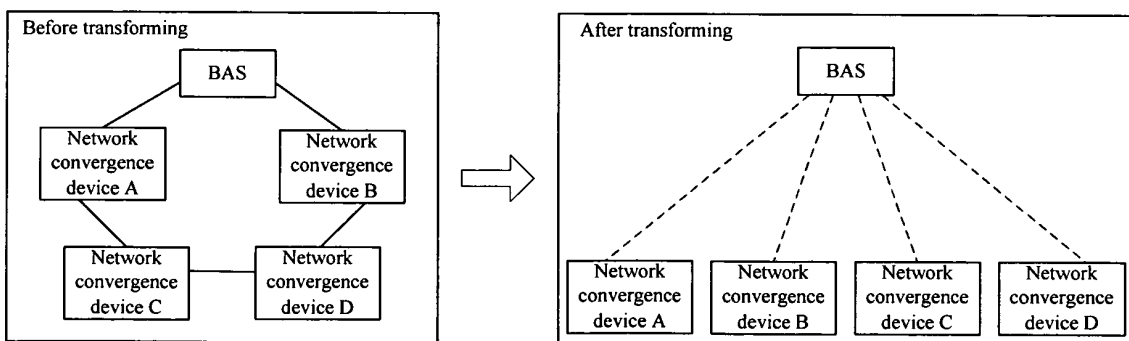 Before transforming
BAS
Network
convergence
device A
Network
convergence
device B
Network
convergence
device C
Network
convergence
device D
After transforming
BAS
Network
convergence
device A
Network
convergence
device B
Network
convergence
device C
Network
convergence
device D